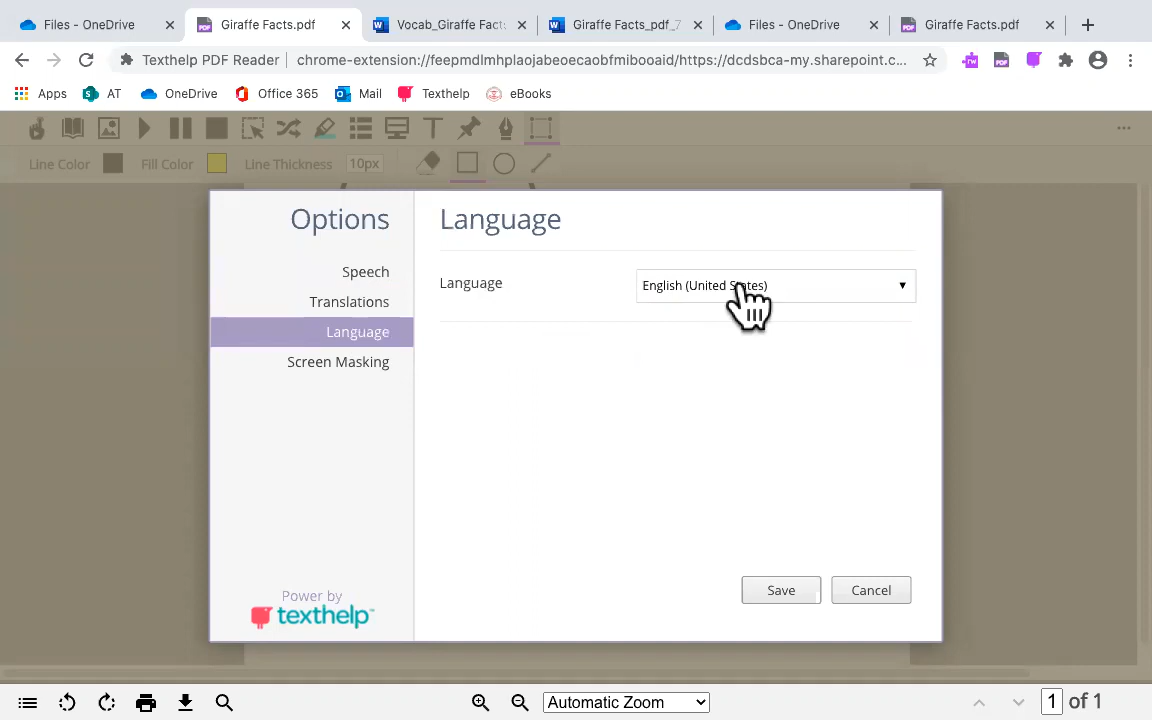 Files - OneDrive
Giraffe Facts.pdf
Vocab_Giraffe Fact
Giraffe Facts_pdf_7
Files - OneDrive
Giraffe Facts.pdf
Texthelp PDF Reader
chrome-extension://feepmdlmhplaojabeoecaobfmibooaid/https://dcdsbca-my.sharepoint.c...
Apps
AT
OneDrive
Office 365
Mail
Texthelp
eBooks
Line Color
Fill Color
Line Thickness
10px
Options
Speech
Translations
Language
Screen Masking
Power by
texthelp™
Language
Language
English (United States)
Save
Cancel
Automatic Zoom
1 of 1